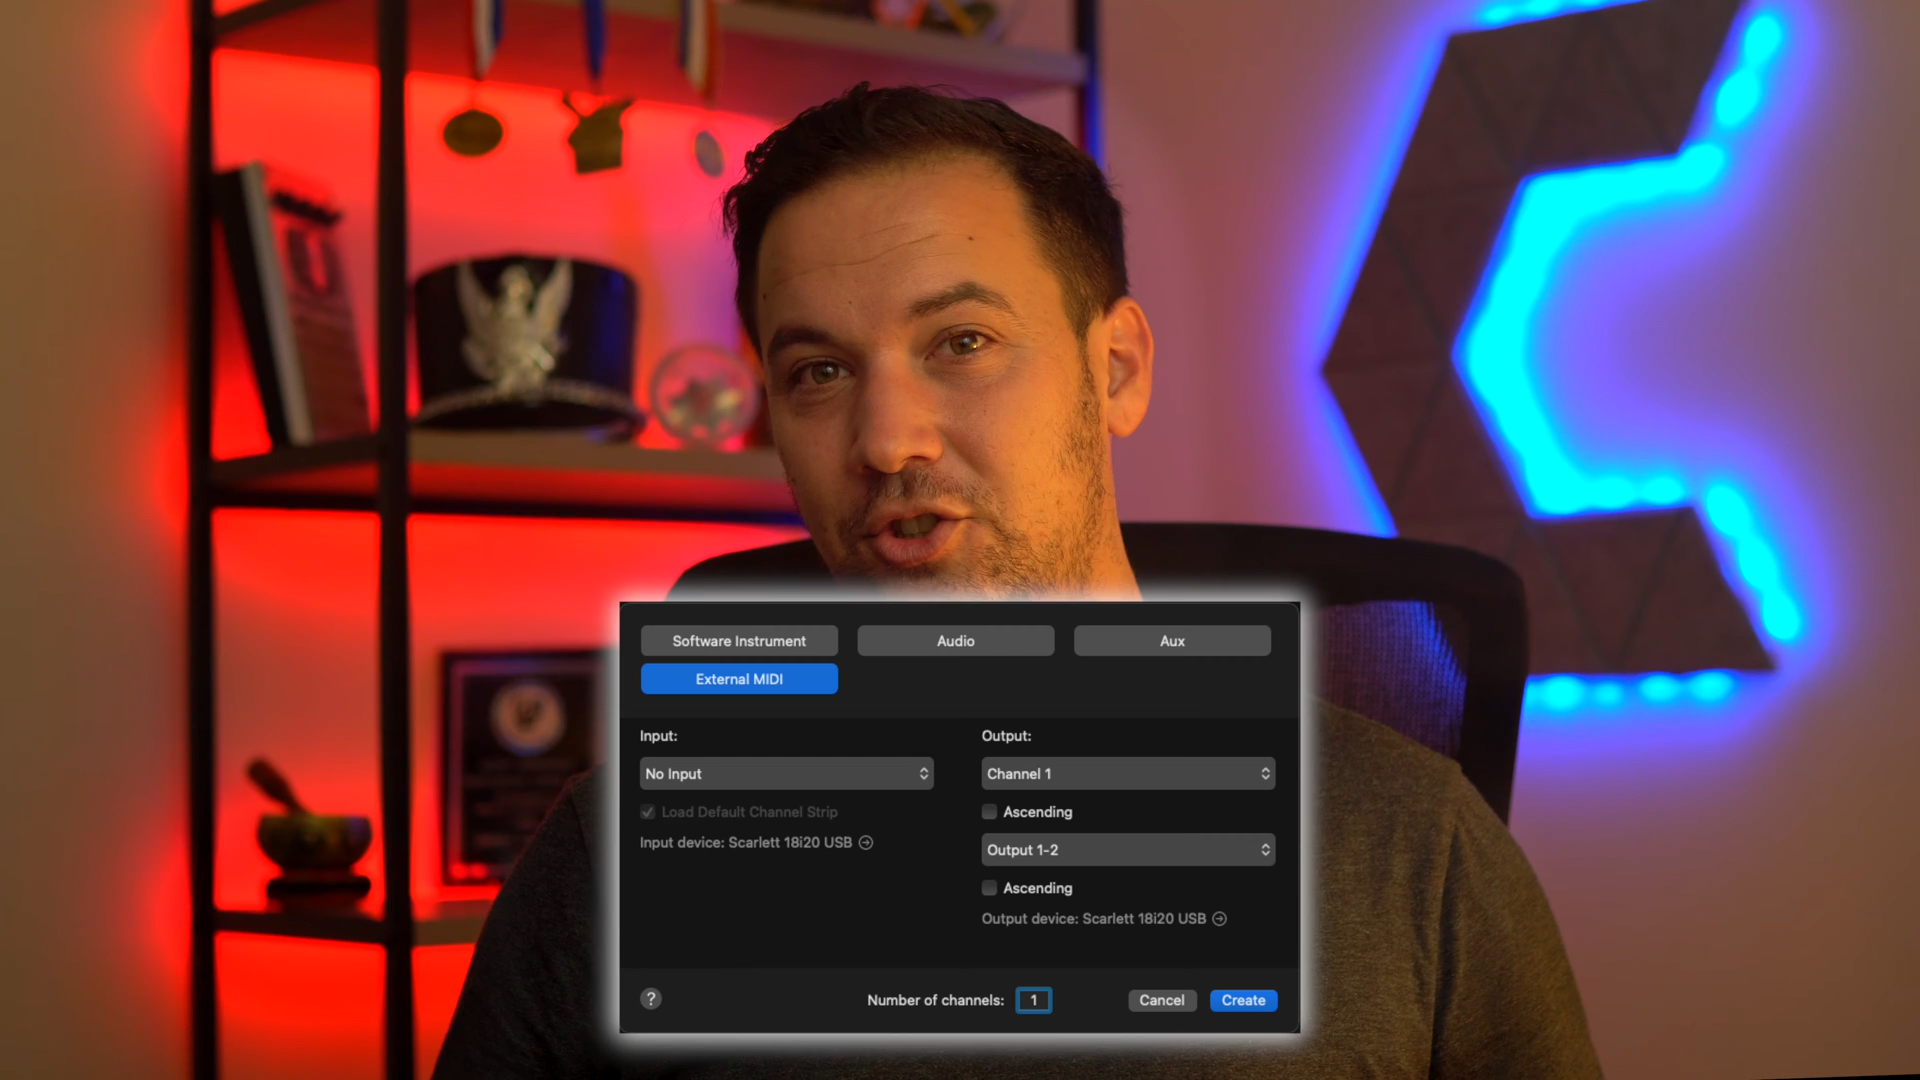 Software Instrument
Audio
Aux
External MIDI
Input:
No Input
Load Default Channel Strip
Input device: Scarlett 18i20 USB
Output:
Channel 1
Ascending
Output 1-2
Ascending
Output device: Scarlett 18i20 USB
?
Number of channels: 1
Cancel
Create